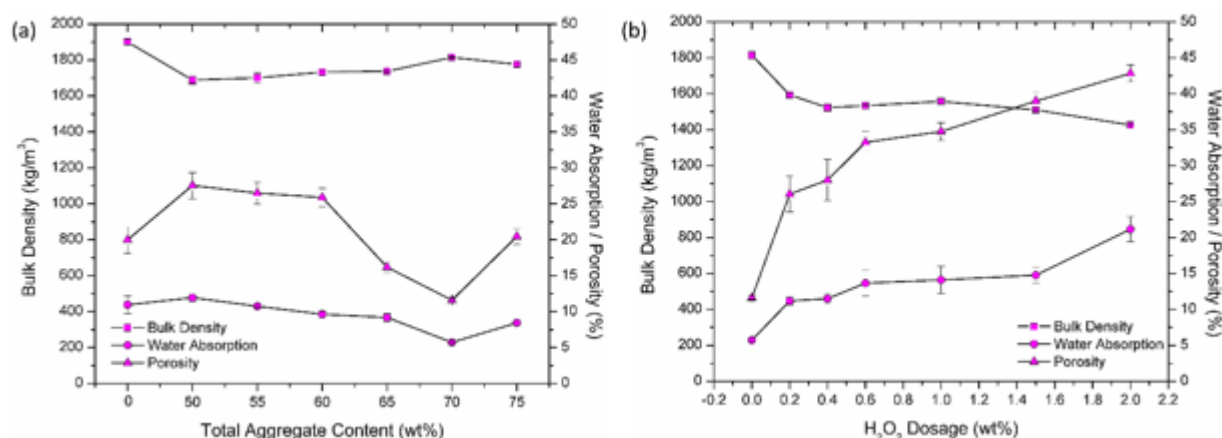 (a)
2000
1800
1600
1400
1200
1000
800
600
400
200
0
Bulk Density (kg/m³)
50
45
40
35
30
25
20
15
10
5
0
Water Absorption / Porosity (%)
Bulk Density
Water Absorption
Porosity
0 50 55 60 65 70 75
Total Aggregate Content (wt%)
(b)
2000
1800
1600
1400
1200
1000
800
600
400
200
0
Bulk Density (kg/m³)
50
45
40
35
30
25
20
15
10
5
0
Water Absorption / Porosity (%)
Bulk Density
Water Absorption
Porosity
-0.2 0.0 0.2 0.4 0.6 0.8 1.0 1.2 1.4 1.6 1.8 2.0 2.2
H₂O₂ Dosage (wt%)